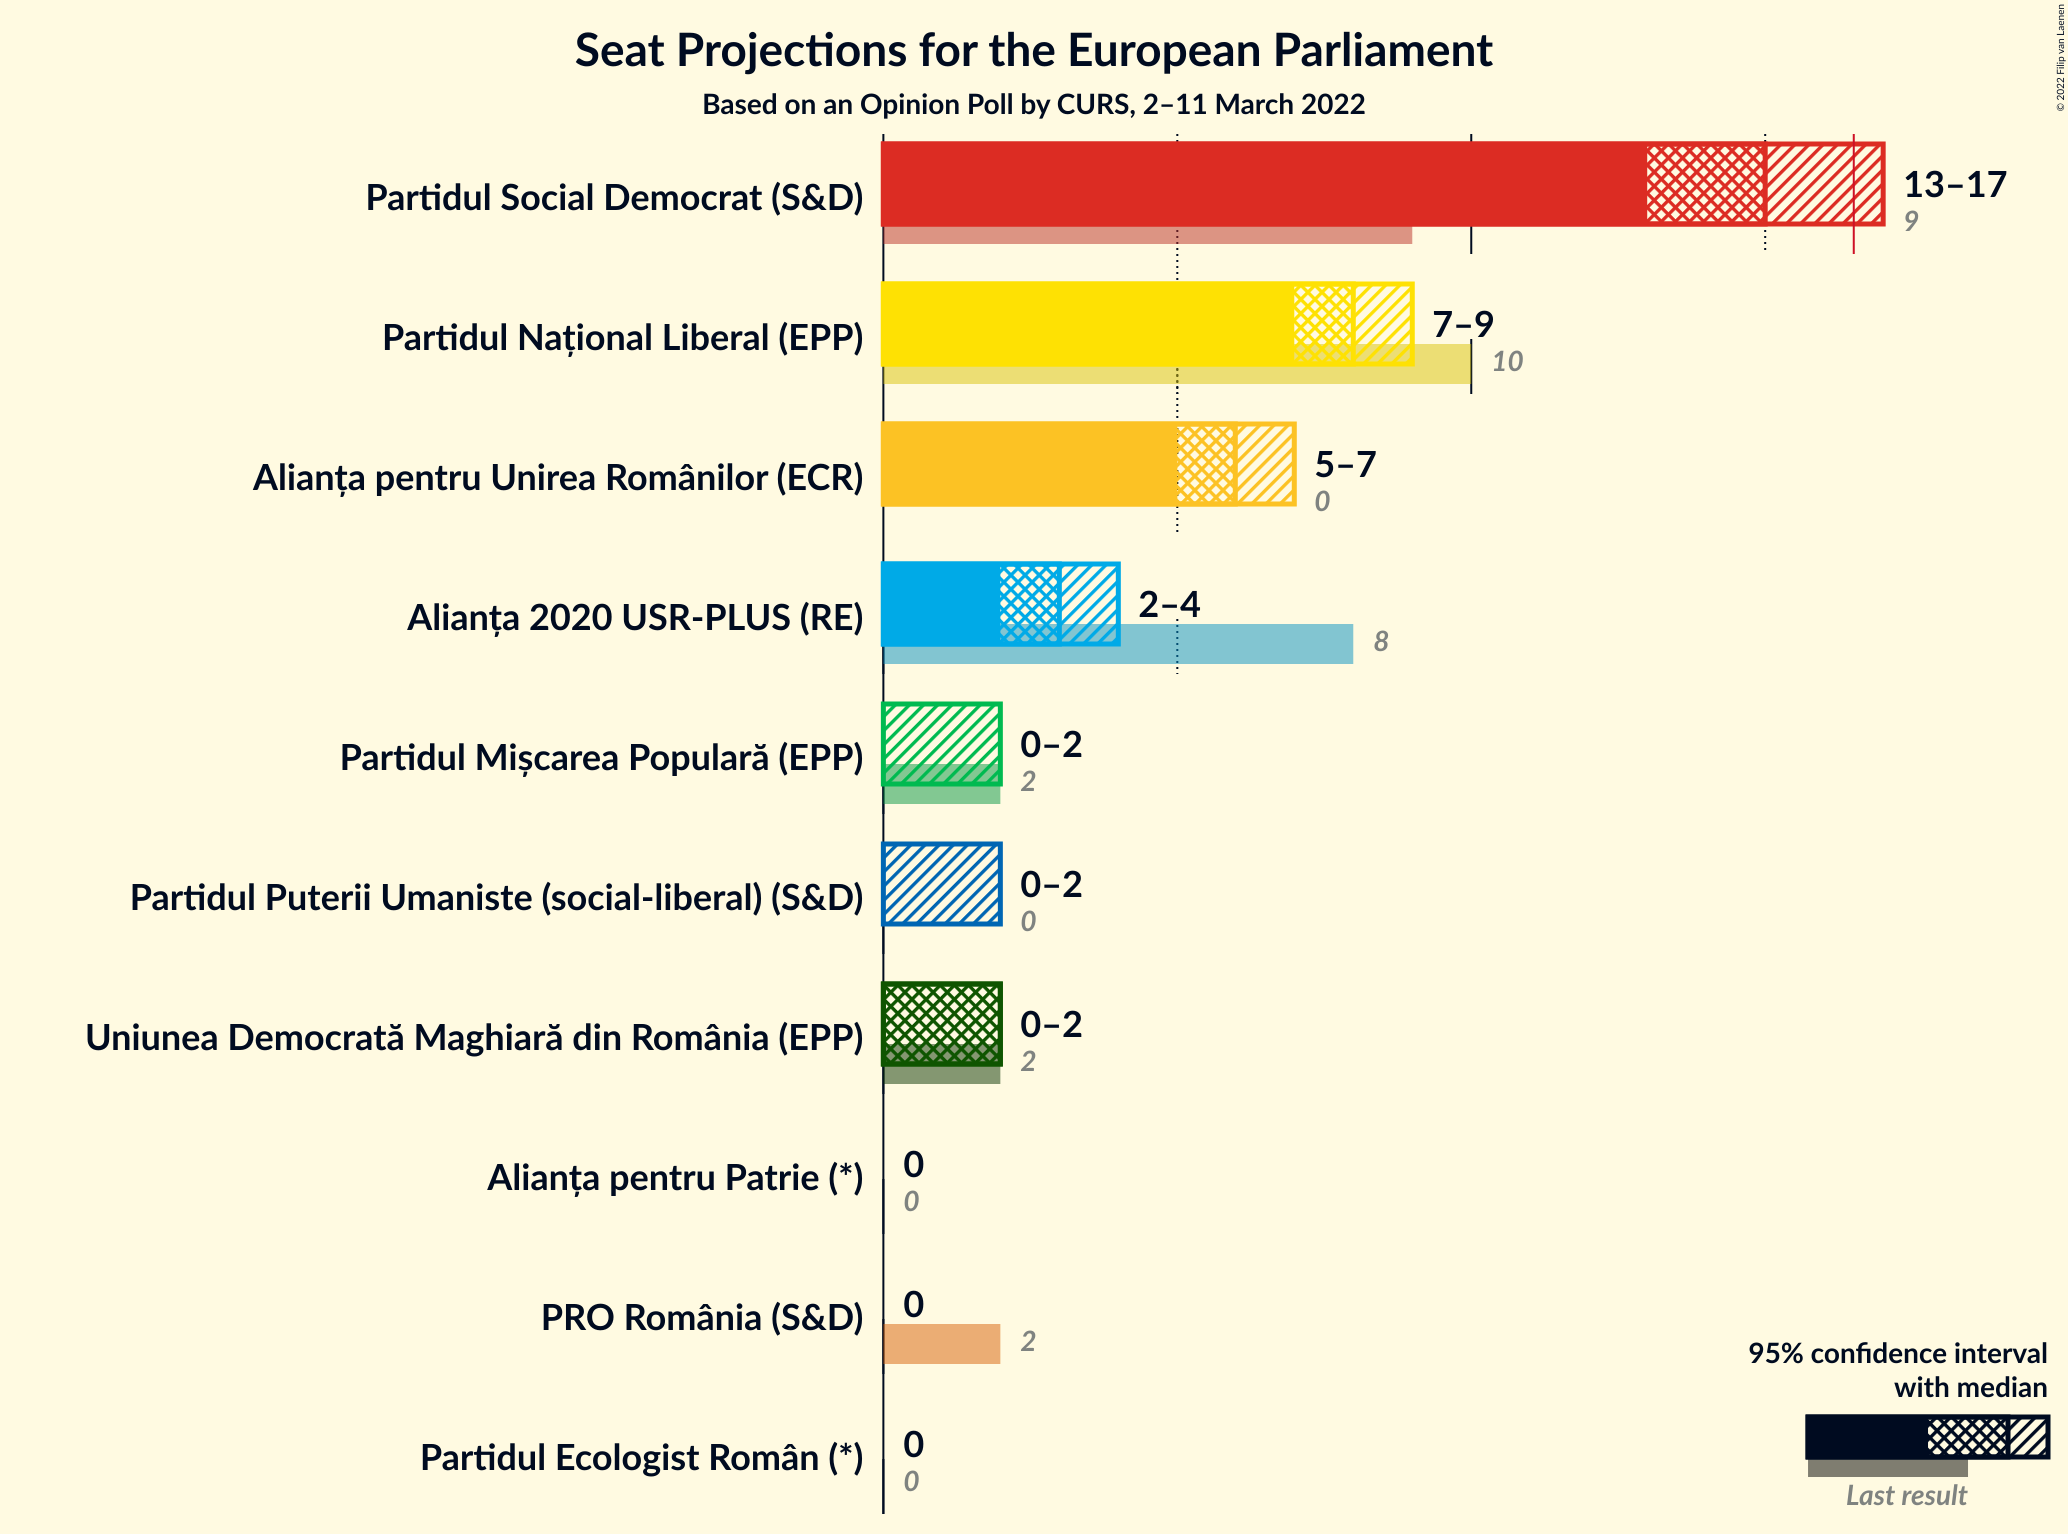 Seat Projections for the European Parliament
Based on an Opinion Poll by CURS, 2–11 March 2022
© 2022 Filip van Laenen
Partidul Social Democrat (S&D)
13–17
9
Partidul Național Liberal (EPP)
7–9
10
Alianța pentru Unirea Românilor (ECR)
5–7
0
Alianța 2020 USR-PLUS (RE)
2–4
8
Partidul Mișcarea Populară (EPP)
0–2
2
Partidul Puterii Umaniste (social-liberal) (S&D)
0–2
0
Uniunea Democrată Maghiară din România (EPP)
0–2
2
Alianța pentru Patrie (*)
0
0
PRO România (S&D)
0
2
Partidul Ecologist Român (*)
0
0
95% confidence interval
with median
Last result